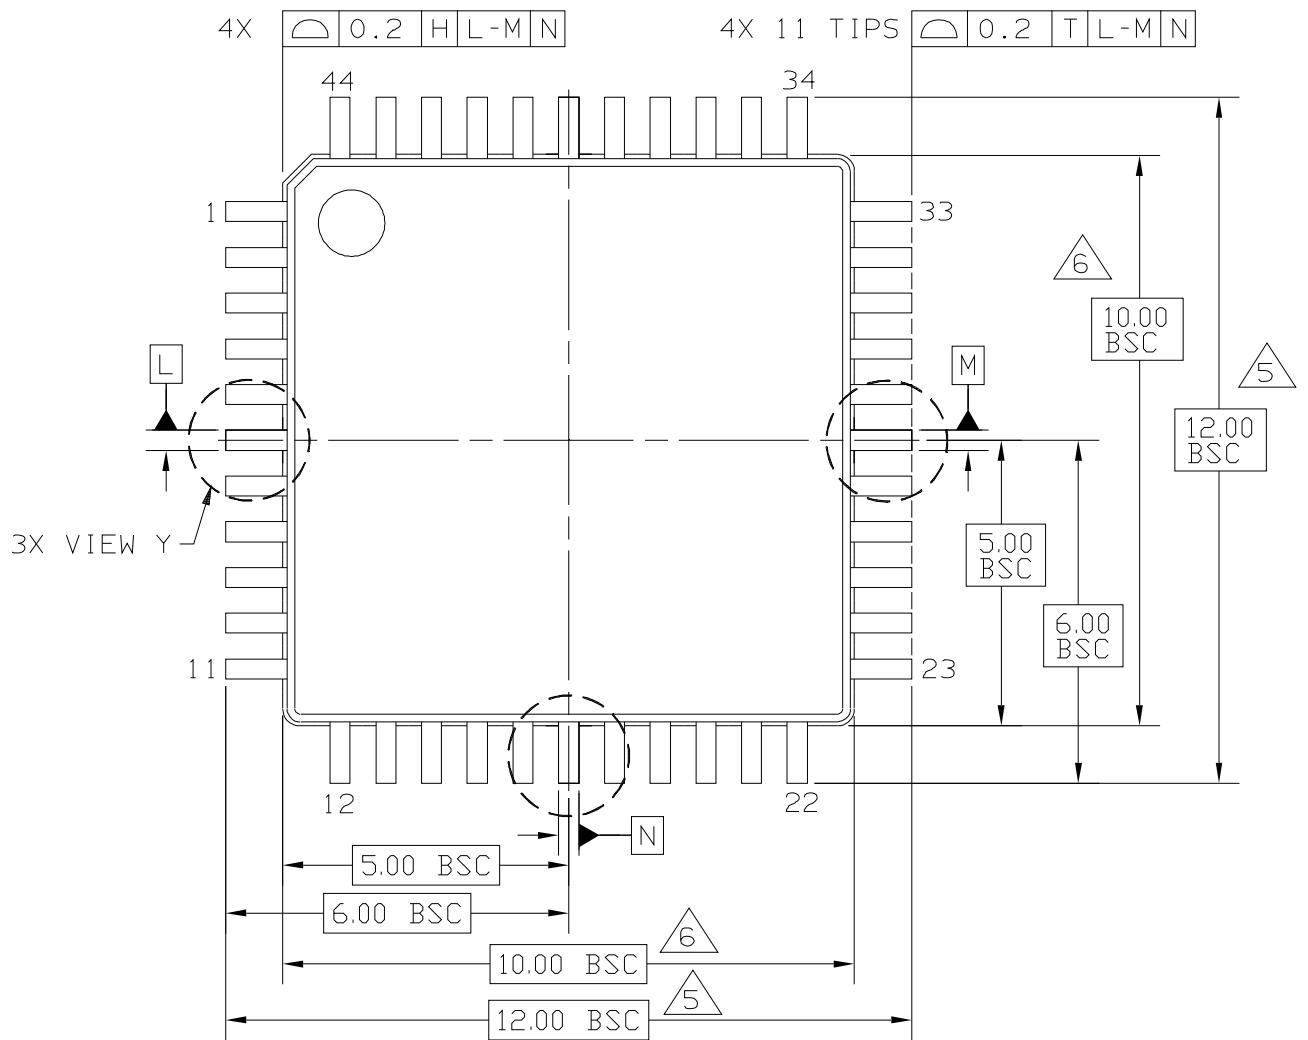 4X 0.2 H L-M N
4X 11 TIPS 0.2 T L-M N
44
34
1
33
6
10.00
BSC
5
L
M
12.00
BSC
3X VIEW Y
5.00
BSC
6.00
BSC
11
23
12
22
N
5.00 BSC
6.00 BSC
6
10.00 BSC
5
12.00 BSC